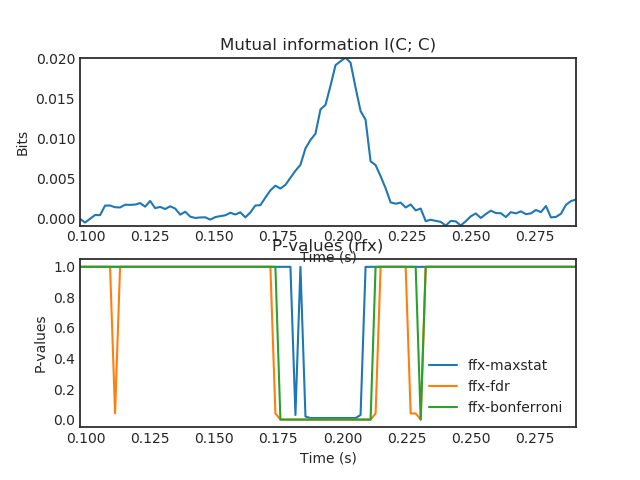 Mutual information I(C; C)
Bits
0.020
0.015
0.010
0.005
0.000
0.100 0.125 0.150 0.175 0.200 0.225 0.250 0.275
Time (s)
P-values (rfx)
P-values
1.0
0.8
0.6
0.4
0.2
0.0
ffx-maxstat
ffx-fdr
ffx-bonferroni
0.100 0.125 0.150 0.175 0.200 0.225 0.250 0.275
Time (s)